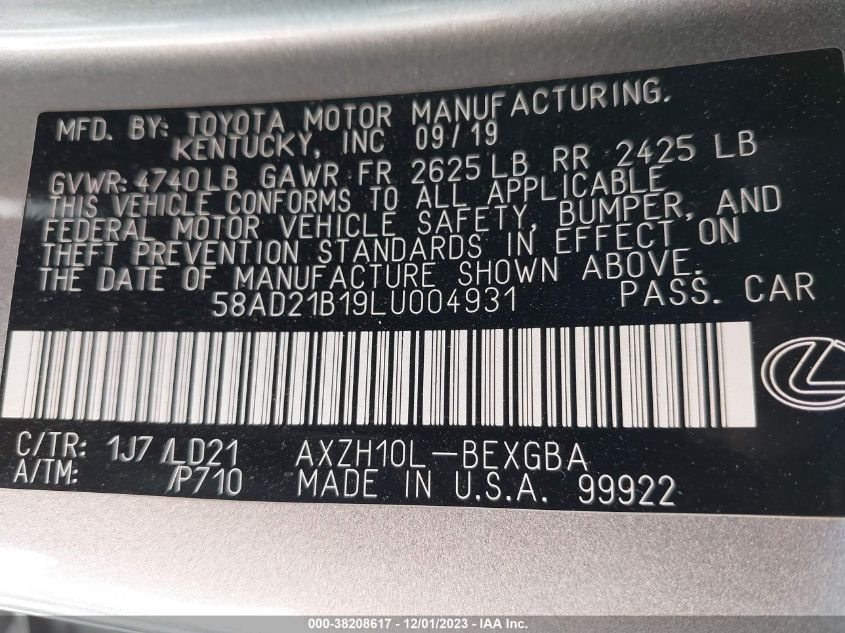 MFD. BY: TOYOTA MOTOR MANUFACTURING.
KENTUCKY, INC 09/19
GVWR: 4740LB GAWR FR 2625 LB RR 2425 LB
THIS VEHICLE CONFORMS TO ALL APPLICABLE
FEDERAL MOTOR VEHICLE SAFETY, BUMPER, AND
THEFT PREVENTION STANDARDS IN EFFECT ON
THE DATE OF MANUFACTURE SHOWN ABOVE.
58AD21B19LU004931 PASS. CAR
C/TR: 1J7 /LD21 AXZH10L-BEXGBA
A/TM: /P710 MADE IN U.S.A. 99922
000-38208617 - 12/01/2023 - IAA Inc.